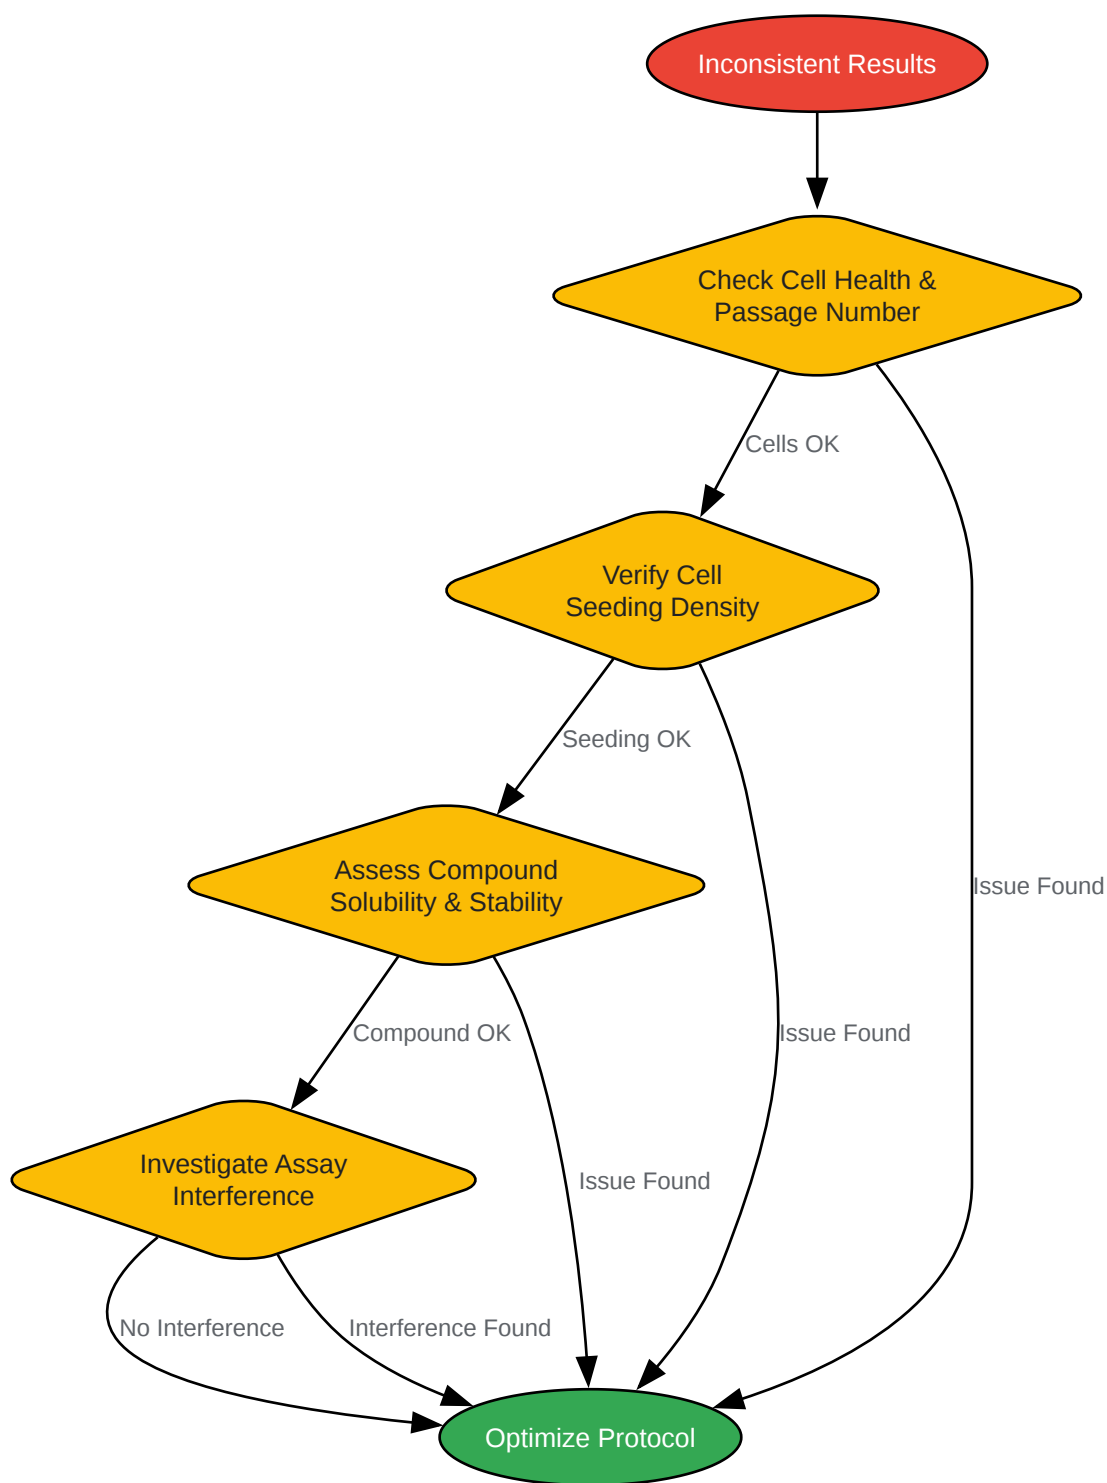 Inconsistent Results
Check Cell Health &
Passage Number
Cells OK
Verify Cell
Seeding Density
Seeding OK
Assess Compound
Solubility & Stability
Issue Found
Compound OK
Issue Found
Investigate Assay
Interference
Issue Found
No Interference
Interference Found
Optimize Protocol